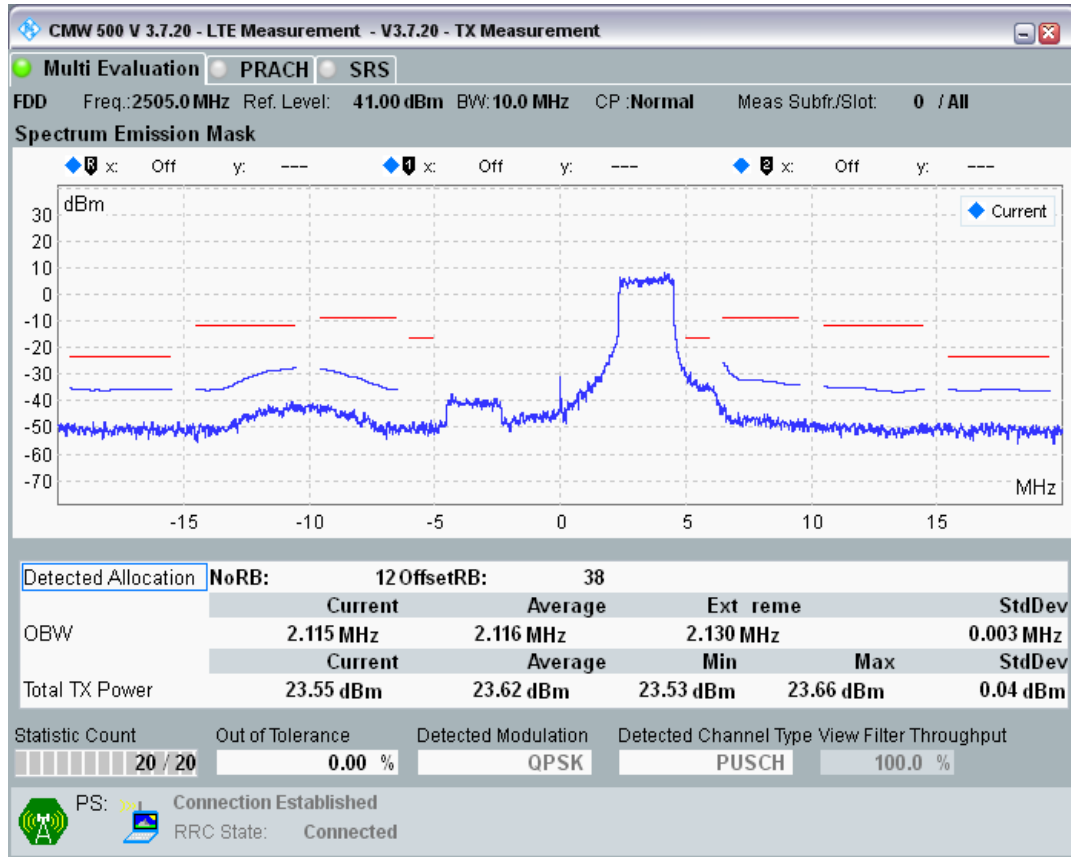 CMW 500 V 3.7.20 - LTE Measurement - V3.7.20 - TX Measurement
Multi Evaluation PRACH SRS
FDD Freq.:2505.0 MHz Ref. Level: 41.00 dBm BW:10.0 MHz CP :Normal Meas Subfr./Slot: 0 / All
Spectrum Emission Mask
R x: Off y: --- 1 x: Off y: --- 2 x: Off y: ---
dBm
Current
30
20
10
0
-10
-20
-30
-40
-50
-60
-70
MHz
-15 -10 -5 0 5 10 15
Detected Allocation NoRB: 12 OffsetRB: 38
Current Average Ext reme StdDev
OBW 2.115 MHz 2.116 MHz 2.130 MHz 0.003 MHz
Current Average Min Max StdDev
Total TX Power 23.55 dBm 23.62 dBm 23.53 dBm 23.66 dBm 0.04 dBm
Statistic Count Out of Tolerance Detected Modulation Detected Channel Type View Filter Throughput
20 / 20 0.00 % QPSK PUSCH 100.0 %
PS: Connection Established
RRC State: Connected